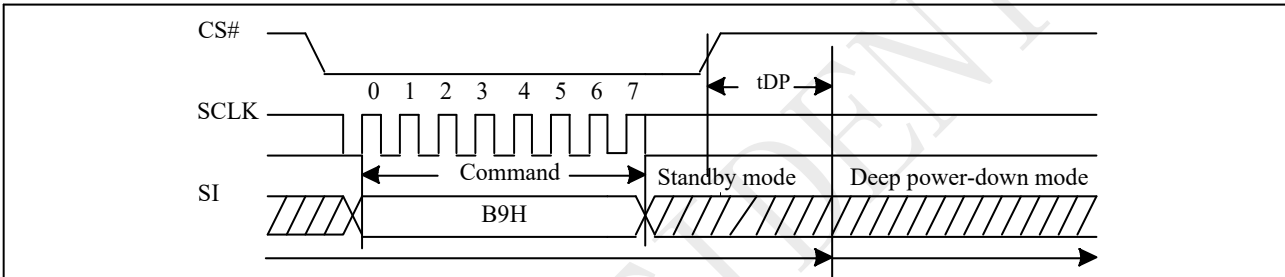 CS#
tDP
0 1 2 3 4 5 6 7
SCLK
Command
Standby mode
Deep power-down mode
SI
B9H